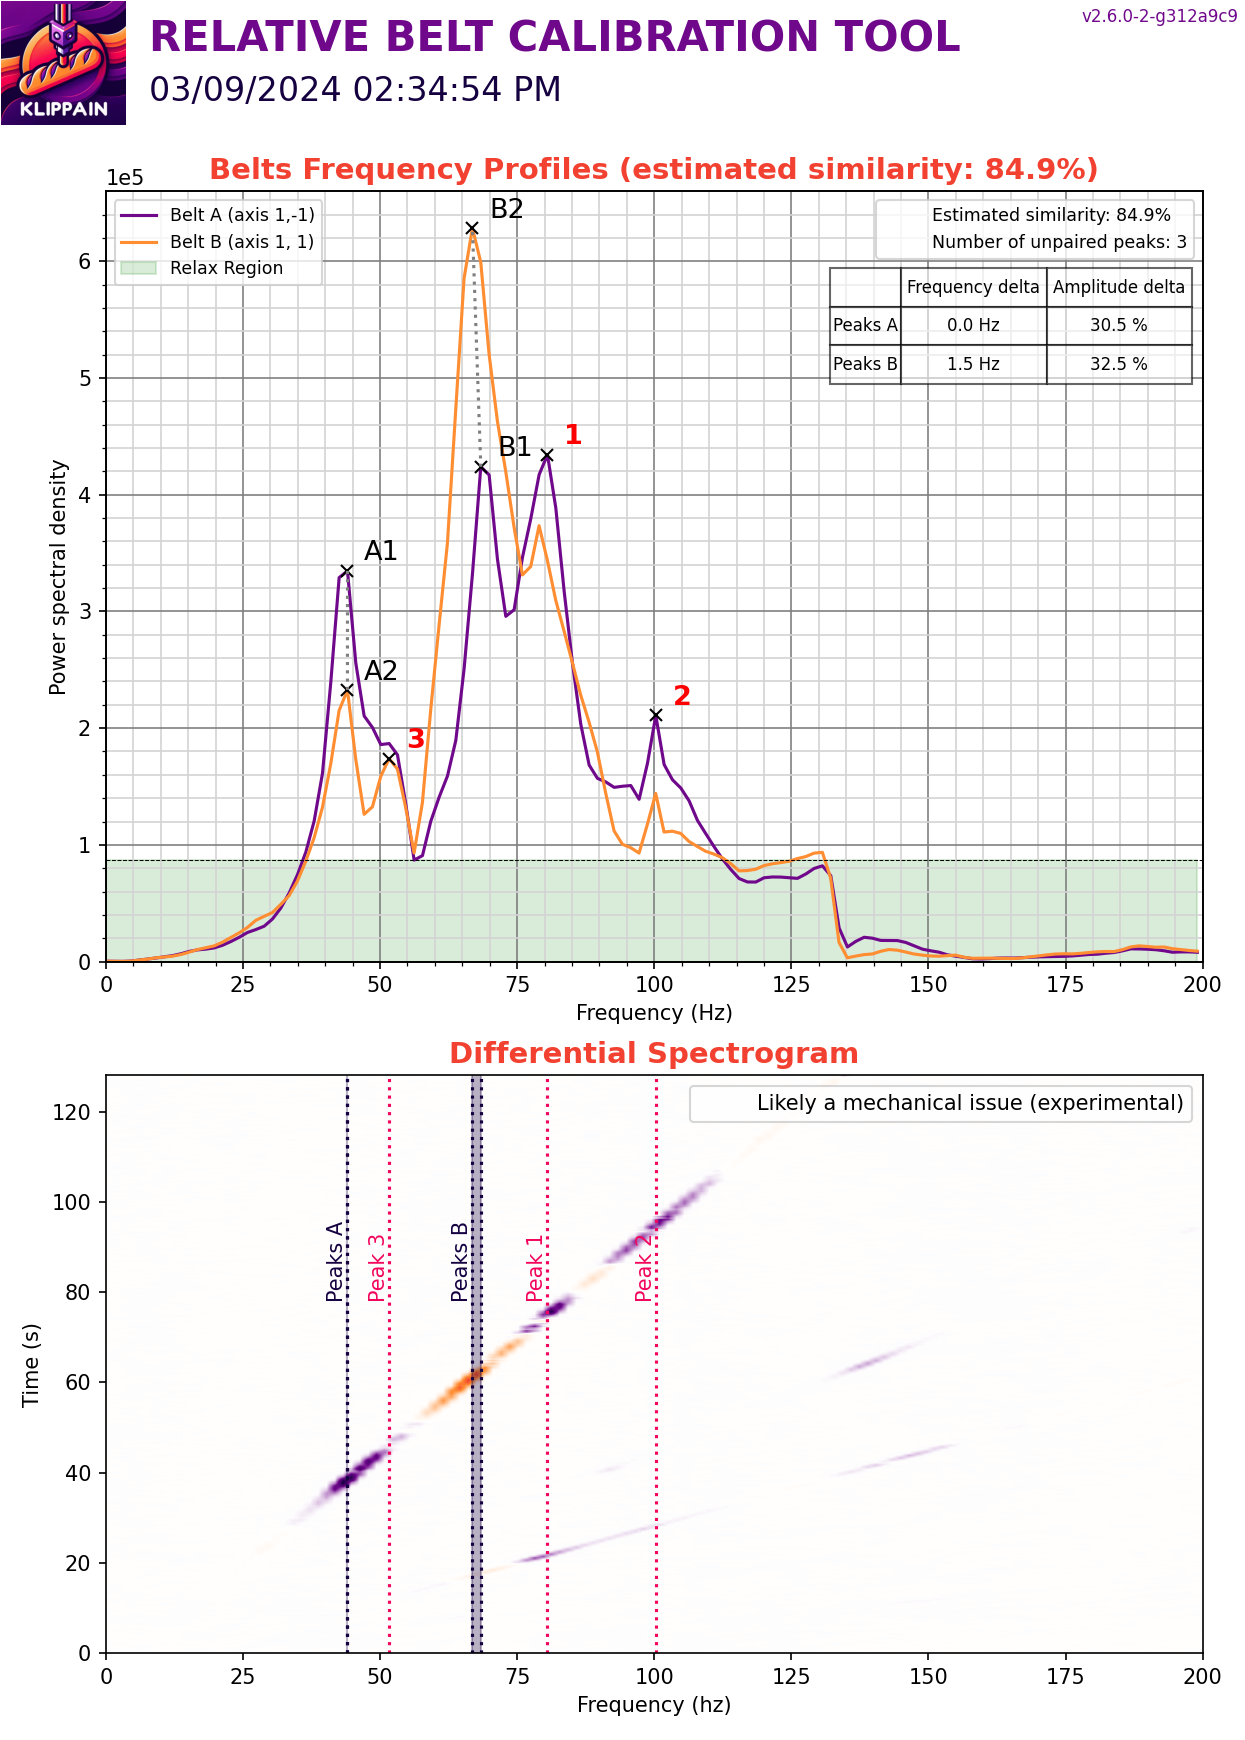 v2.6.0-2-g312a9c9
RELATIVE BELT CALIBRATION TOOL
03/09/2024 02:34:54 PM
KLIPPAIN
Belts Frequency Profiles (estimated similarity: 84.9%)
1e5
Belt A (axis 1,-1)
Belt B (axis 1, 1)
Relax Region
Estimated similarity: 84.9%
Number of unpaired peaks: 3
Frequency delta Amplitude delta
Peaks A 0.0 Hz 30.5 %
Peaks B 1.5 Hz 32.5 %
B2
B1
1
A1
A2
3
2
Power spectral density
6
5
4
3
2
1
0
0 25 50 75 100 125 150 175 200
Frequency (Hz)
Differential Spectrogram
Likely a mechanical issue (experimental)
Peaks A
Peak 3
Peaks B
Peak 1
Peak 2
Time (s)
120
100
80
60
40
20
0
0 25 50 75 100 125 150 175 200
Frequency (hz)